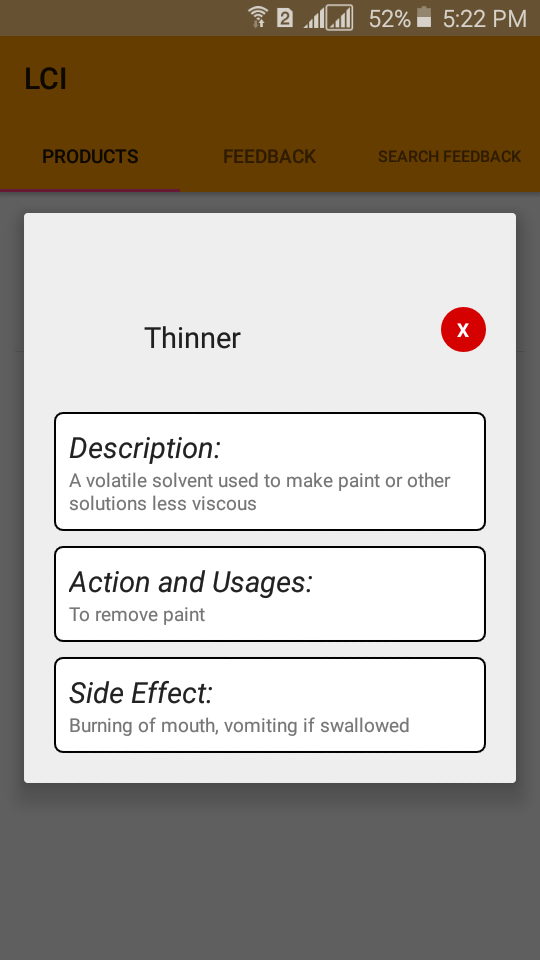 2 52% 5:22 PM
LCI
PRODUCTS FEEDBACK SEARCH FEEDBACK
Thinner X
Description:
A volatile solvent used to make paint or other
solutions less viscous
Action and Usages:
To remove paint
Side Effect:
Burning of mouth, vomiting if swallowed